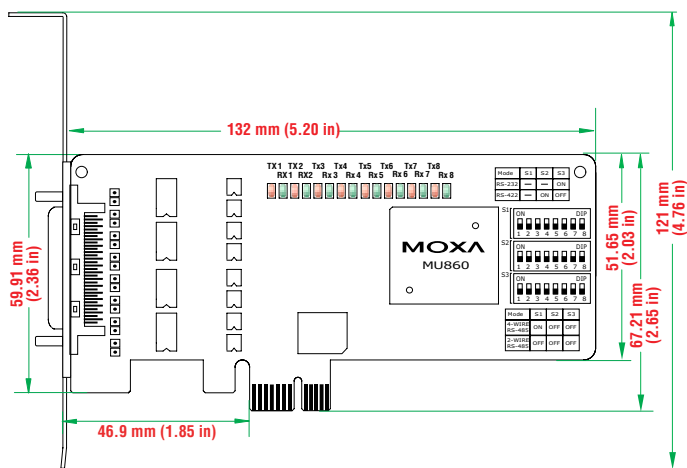 132 mm (5.20 in)
TX1 TX2 Tx3 Tx4 Tx5 Tx6 Tx7 Tx8
RX1 RX2 Rx3 Rx4 Rx5 Rx6 Rx7 Rx8
Mode S1 S2 S3
RS-232 — — ON
RS-422 — ON OFF
S1
ON DIP
1 2 3 4 5 6 7 8
S2
ON DIP
1 2 3 4 5 6 7 8
S3
ON DIP
1 2 3 4 5 6 7 8
MOXA
MU860
Mode S1 S2 S3
4-WIRE RS-485 ON OFF OFF
2-WIRE RS-485 OFF OFF OFF
59.91 mm
(2.36 in)
51.65 mm
(2.03 in)
67.21 mm
(2.65 in)
121 mm
(4.76 in)
46.9 mm (1.85 in)